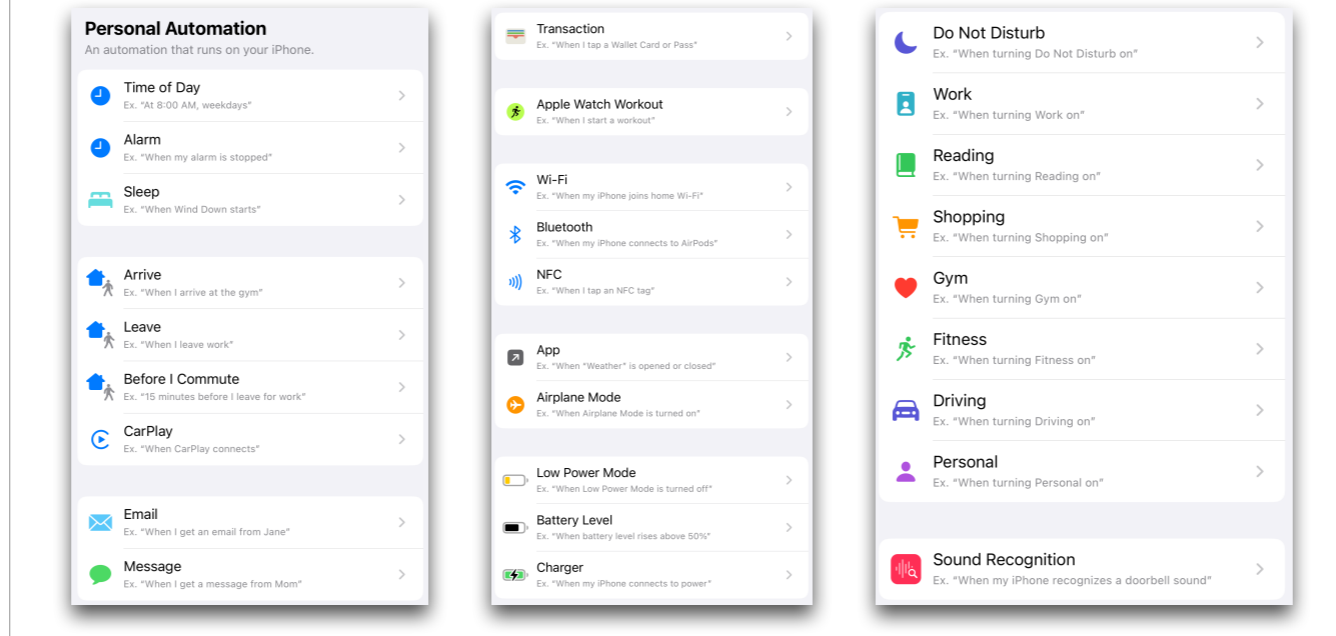 Personal Automation
An automation that runs on your iPhone.
Time of Day
Ex. "At 8:00 AM, weekdays"
Alarm
Ex. "When my alarm is stopped"
Sleep
Ex. "When Wind Down starts"
Arrive
Ex. "When I arrive at the gym"
Leave
Ex. "When I leave work"
Before I Commute
Ex. "15 minutes before I leave for work"
CarPlay
Ex. "When CarPlay connects"
Email
Ex. "When I get an email from Jane"
Message
Ex. "When I get a message from Mom"
Transaction
Ex. "When I tap a Wallet Card or Pass"
Apple Watch Workout
Ex. "When I start a workout"
Wi-Fi
Ex. "When my iPhone joins home Wi-Fi"
Bluetooth
Ex. "When my iPhone connects to AirPods"
NFC
Ex. "When I tap an NFC tag"
App
Ex. "When "Weather" is opened or closed"
Airplane Mode
Ex. "When Airplane Mode is turned on"
Low Power Mode
Ex. "When Low Power Mode is turned off"
Battery Level
Ex. "When battery level rises above 50%"
Charger
Ex. "When my iPhone connects to power"
Do Not Disturb
Ex. "When turning Do Not Disturb on"
Work
Ex. "When turning Work on"
Reading
Ex. "When turning Reading on"
Shopping
Ex. "When turning Shopping on"
Gym
Ex. "When turning Gym on"
Fitness
Ex. "When turning Fitness on"
Driving
Ex. "When turning Driving on"
Personal
Ex. "When turning Personal on"
Sound Recognition
Ex. "When my iPhone recognizes a doorbell sound"